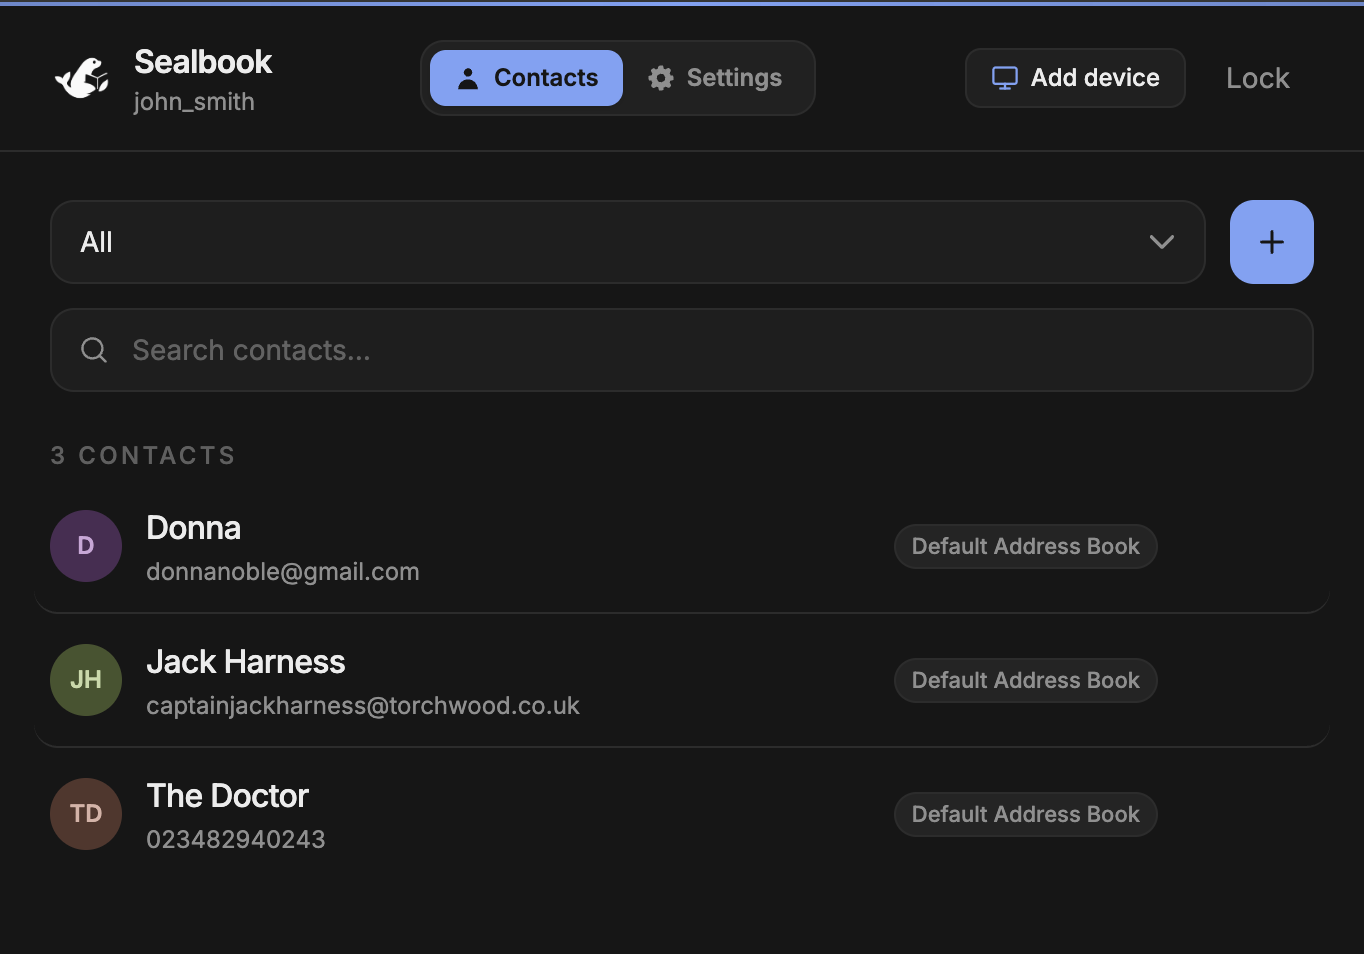 Sealbook
john_smith
Contacts
Settings
Add device
Lock
All
+
Search contacts...
3 CONTACTS
D
Donna
donnanoble@gmail.com
Default Address Book
JH
Jack Harness
captainjackharness@torchwood.co.uk
Default Address Book
TD
The Doctor
023482940243
Default Address Book